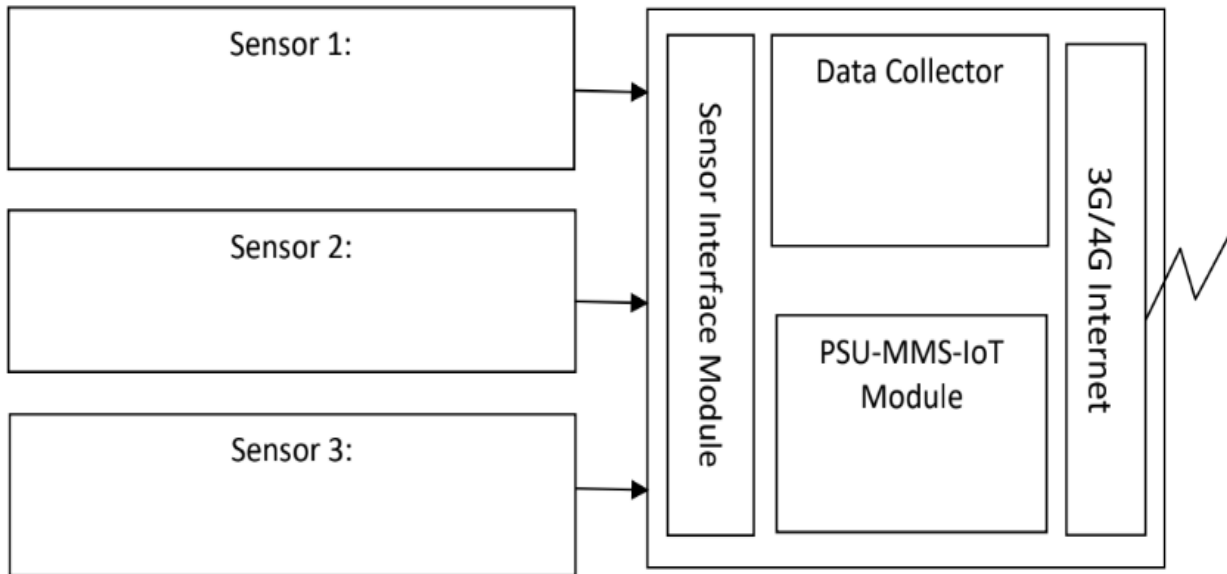 Sensor 1:
Sensor 2:
Sensor 3:
Sensor Interface Module
Data Collector
PSU-MMS-IoT
Module
3G/4G Internet